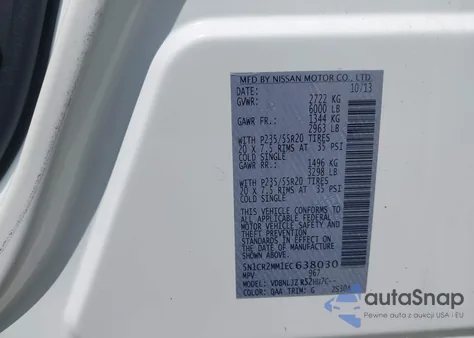 MFD BY NISSAN MOTOR CO., LTD
DATE: 10/13
GVWR: 2722 KG
6000 LB
GAWR FR.: 1344 KG
2963 LB
WITH P235/55R20 TIRES
20 X 7.5 RIMS AT 35 PSI
COLD SINGLE
GAWR RR.: 1496 KG
3298 LB
WITH P235/55R20 TIRES
20 X 7.5 RIMS AT 35 PSI
COLD SINGLE
THIS VEHICLE CONFORMS TO
ALL APPLICABLE FEDERAL
MOTOR VEHICLE SAFETY
STANDARDS IN EFFECT ON THE
DATE OF MANUFACTURE
SHOWN ABOVE.
5N1CR2MM1EC638030
MPV 967
MODEL:
COLOR: QAA TRIM: G
autoSnap
Pewne auta z aukcji w USA i Kanadzie